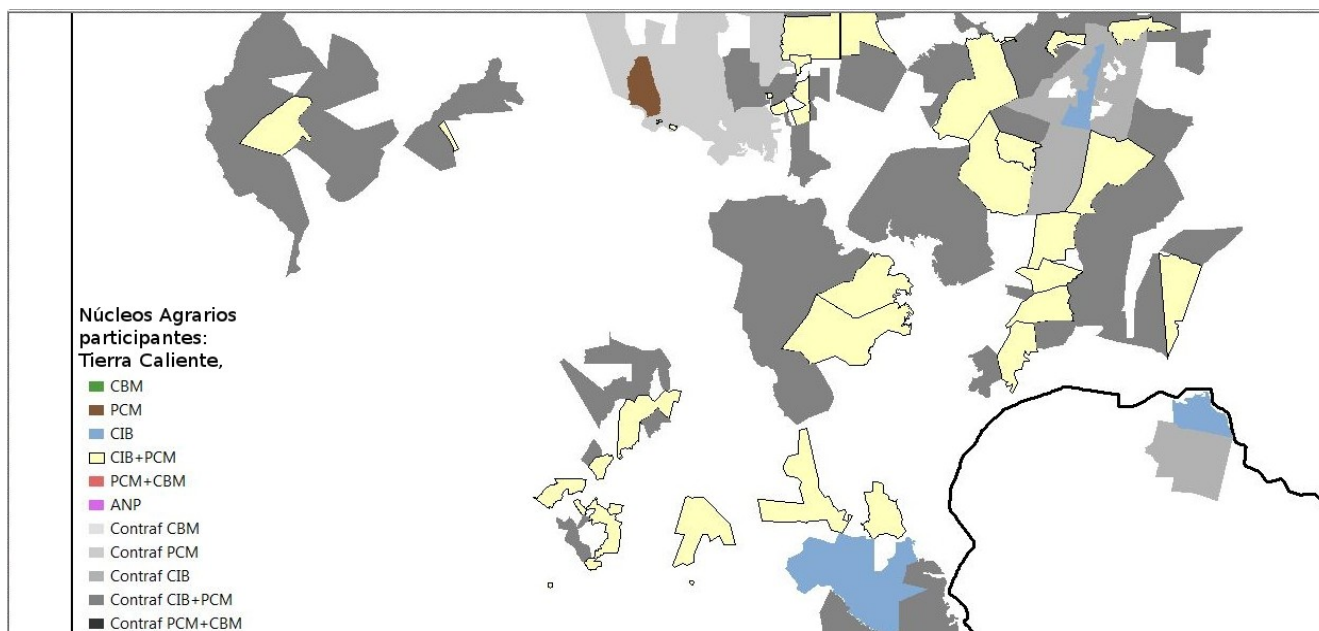 Núcleos Agrarios
participantes:
Tierra Caliente,
CBM
PCM
CIB
CIB+PCM
PCM+CBM
ANP
Contraf CBM
Contraf PCM
Contraf CIB
Contraf CIB+PCM
Contraf PCM+CBM